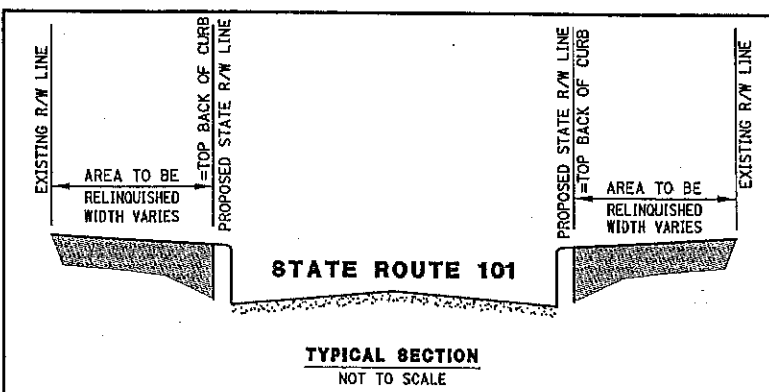 EXISTING R/W LINE
AREA TO BE
RELINQUISHED
WIDTH VARIES
=TOP BACK OF CURB
PROPOSED STATE R/W LINE
STATE ROUTE 101
PROPOSED STATE R/W LINE
=TOP BACK OF CURB
AREA TO BE
RELINQUISHED
WIDTH VARIES
EXISTING R/W LINE
TYPICAL SECTION
NOT TO SCALE